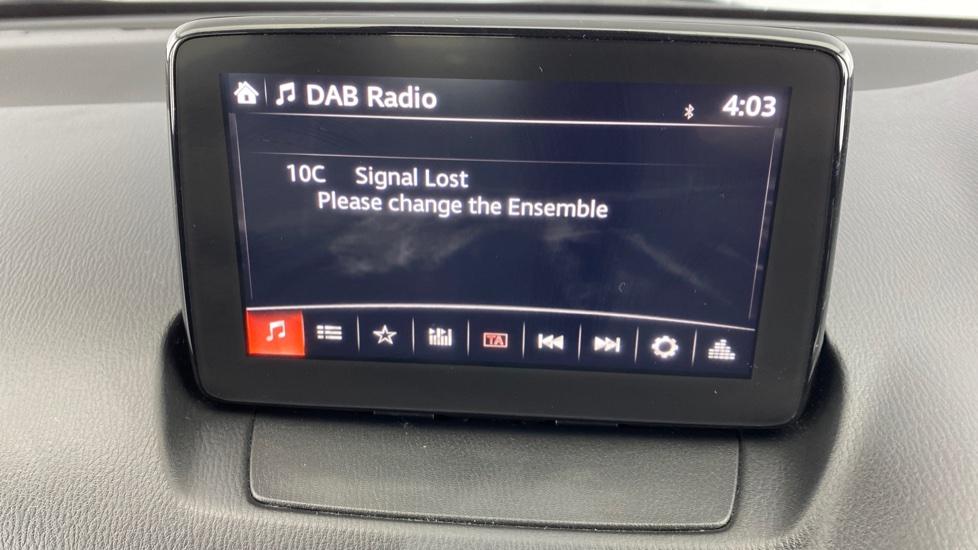 DAB Radio 4:03
10C Signal Lost
Please change the Ensemble
TA